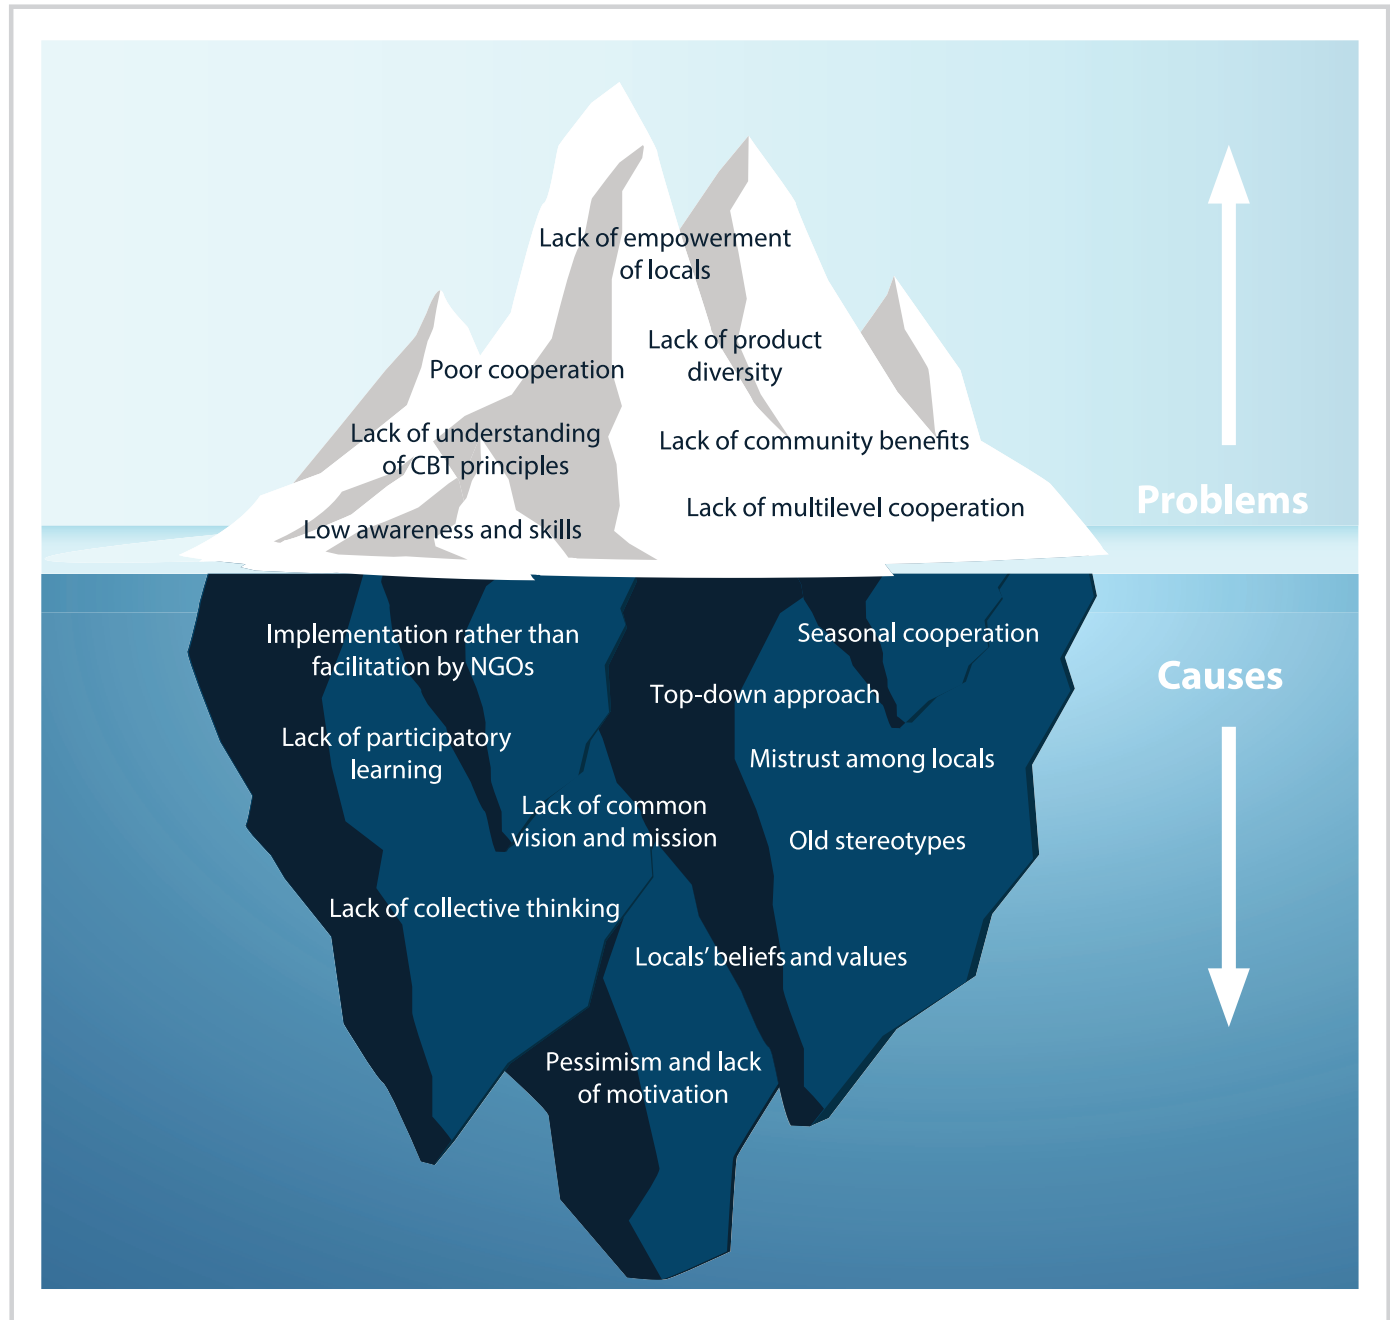 Lack of empowerment
of locals
Lack of product
diversity
Poor cooperation
Lack of understanding
of CBT principles
Lack of community benefits
Lack of multilevel cooperation
Low awareness and skills
Problems
Implementation rather than
facilitation by NGOs
Seasonal cooperation
Causes
Top-down approach
Lack of participatory
learning
Mistrust among locals
Lack of common
vision and mission
Old stereotypes
Lack of collective thinking
Locals’ beliefs and values
Pessimism and lack
of motivation